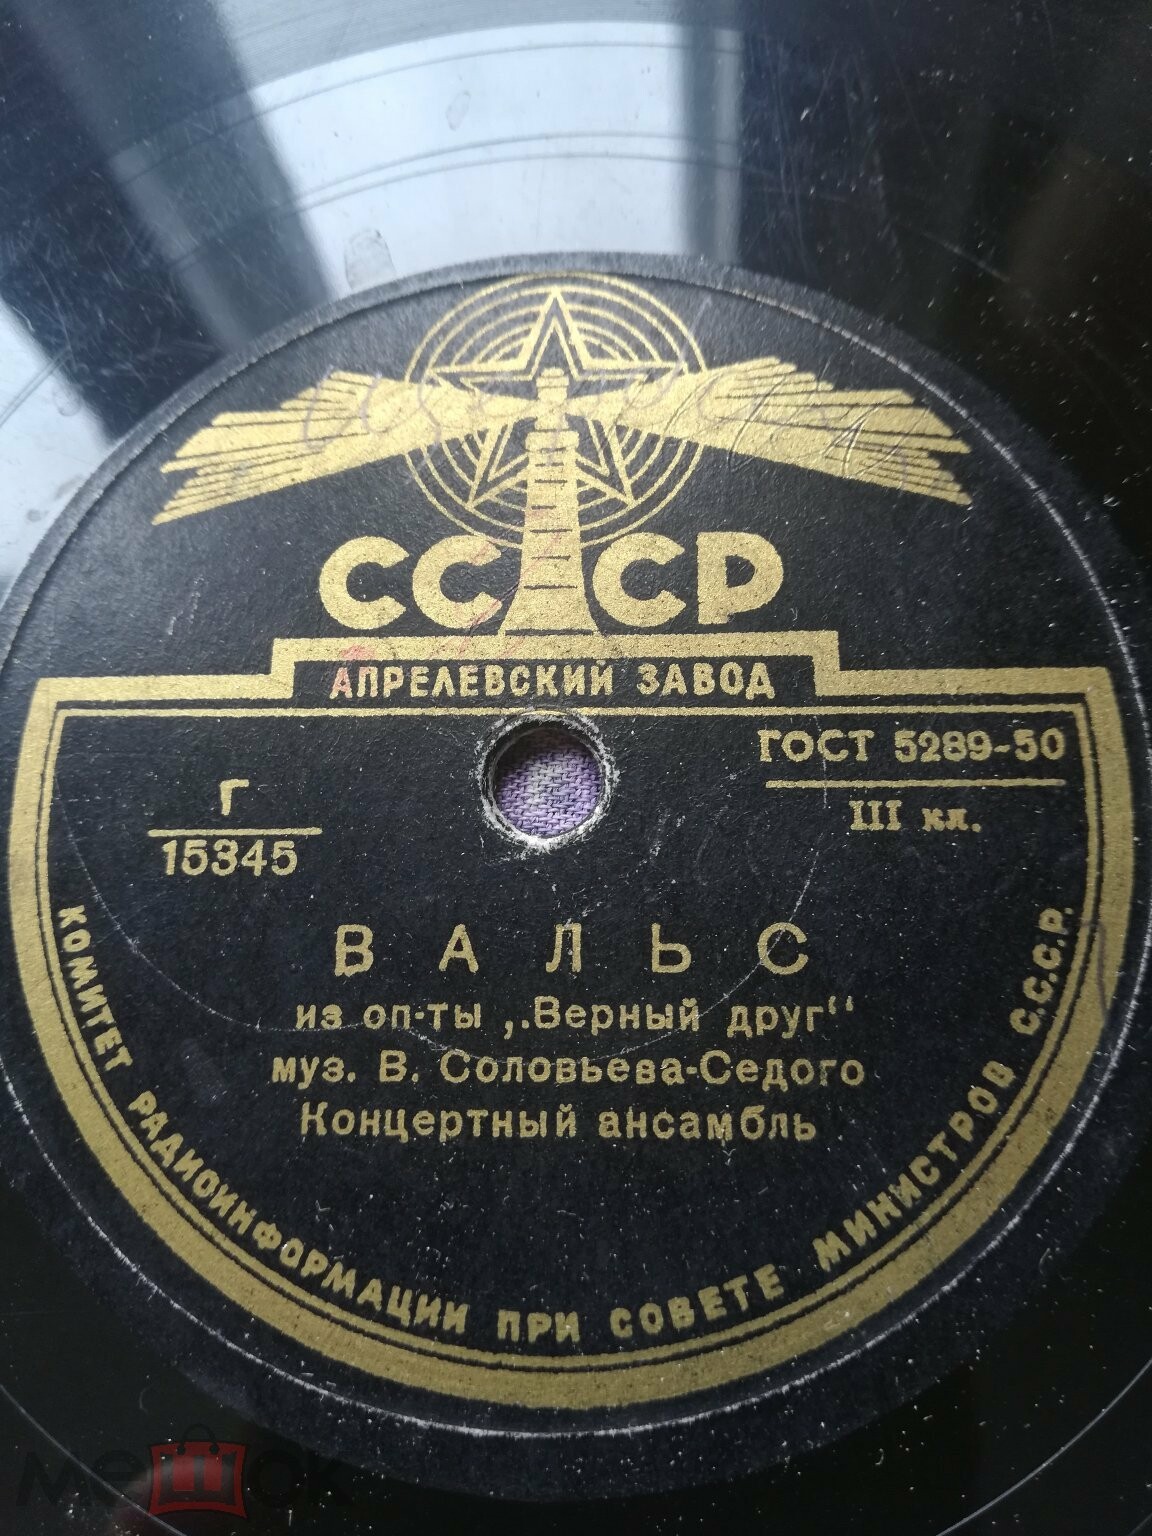 СССР
АПРЕЛЕВСКИЙ ЗАВОД
ГОСТ 5289-50
III кл.
Г
15345
ВАЛЬС
из оп-ты „Верный друг“
муз. В. Соловьева-Седого
Концертный ансамбль
КОМИТЕТ РАДИОИНФОРМАЦИИ ПРИ СОВЕТЕ МИНИСТРОВ С.С.С.Р.
мешок